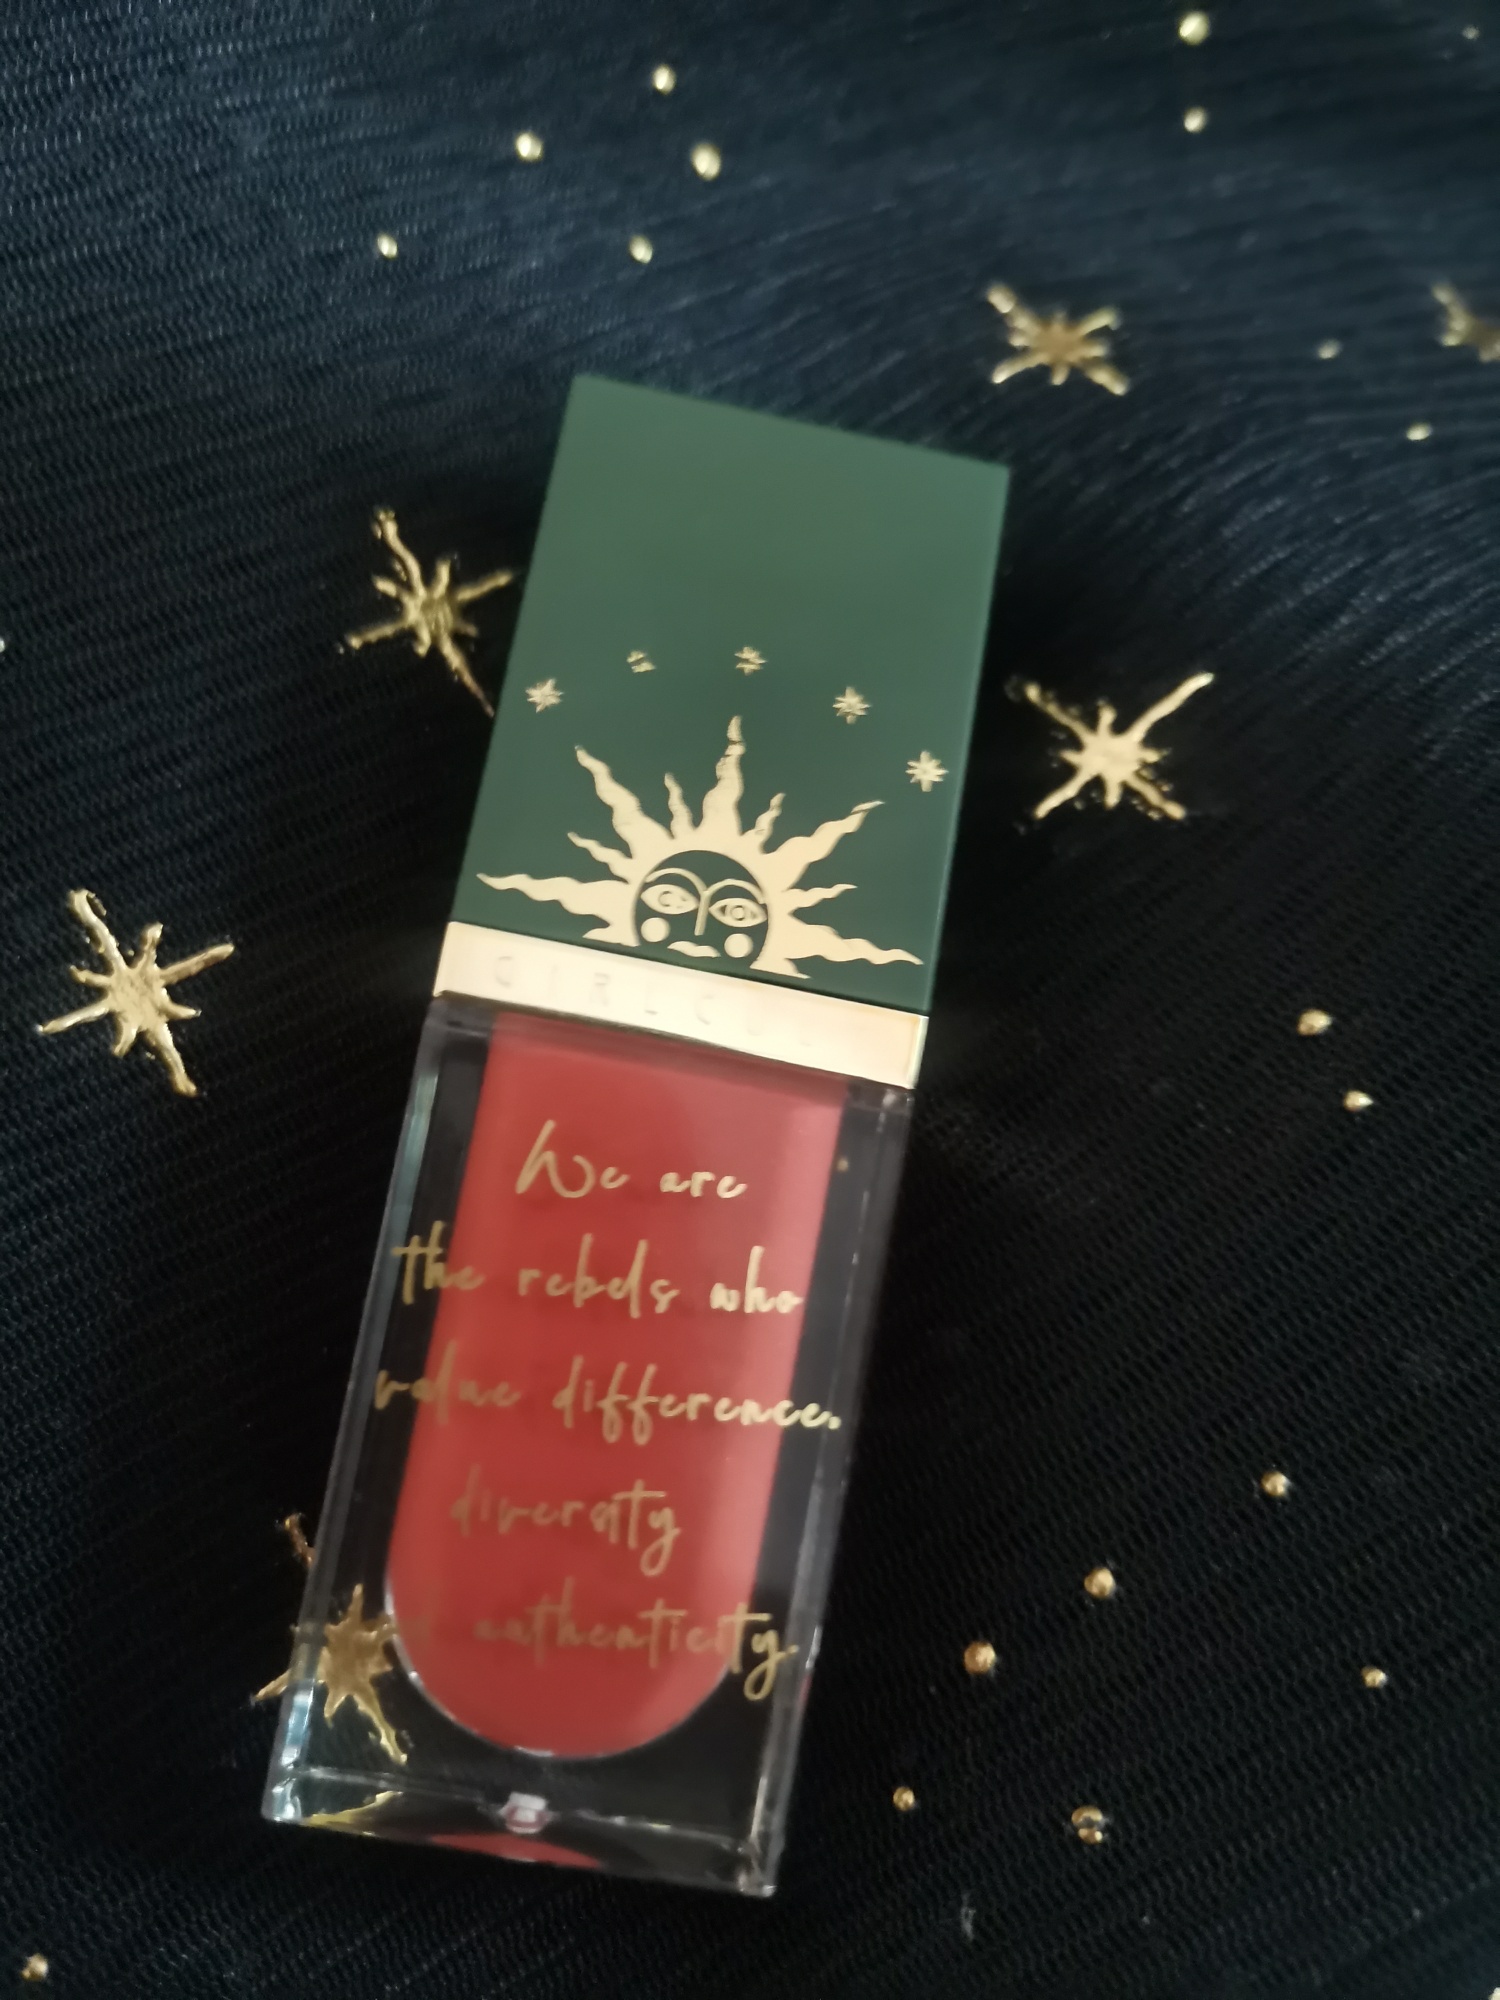 We are
the rebels who
value difference.
diversity
authenticity.